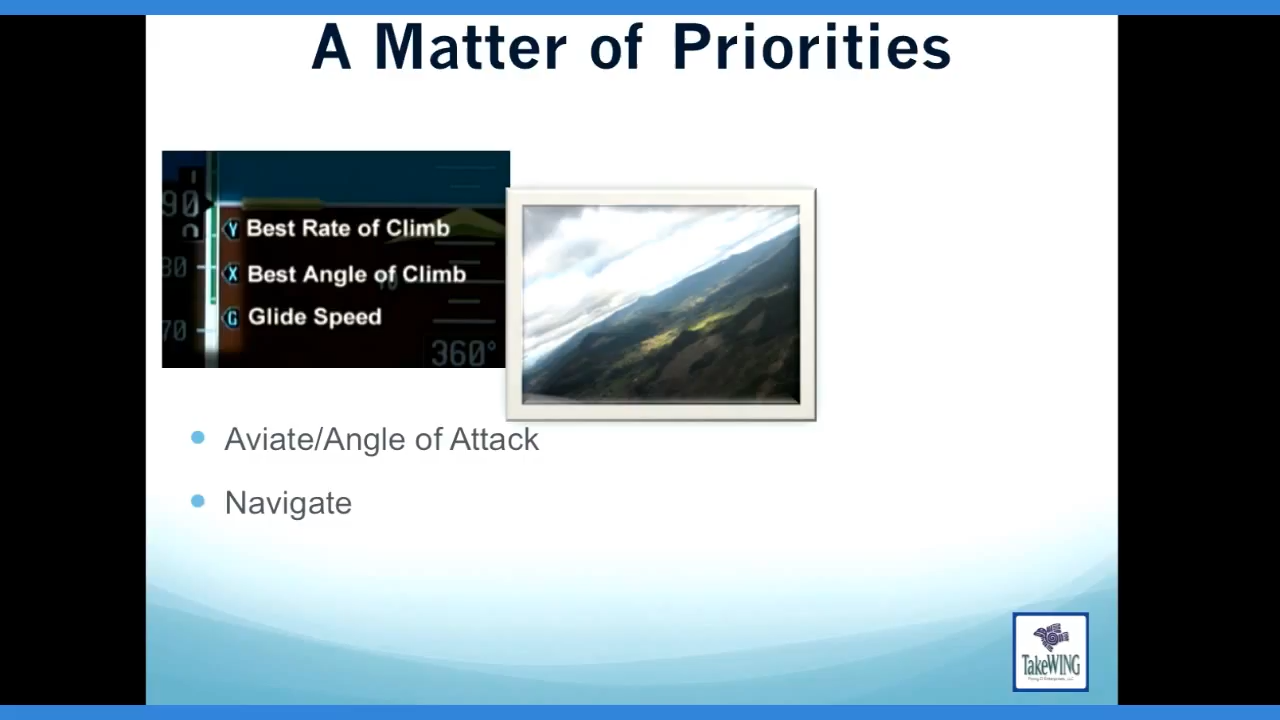 A Matter of Priorities
90
Y Best Rate of Climb
80
X Best Angle of Climb
G Glide Speed
70
360°
Aviate/Angle of Attack
Navigate
TakeWING